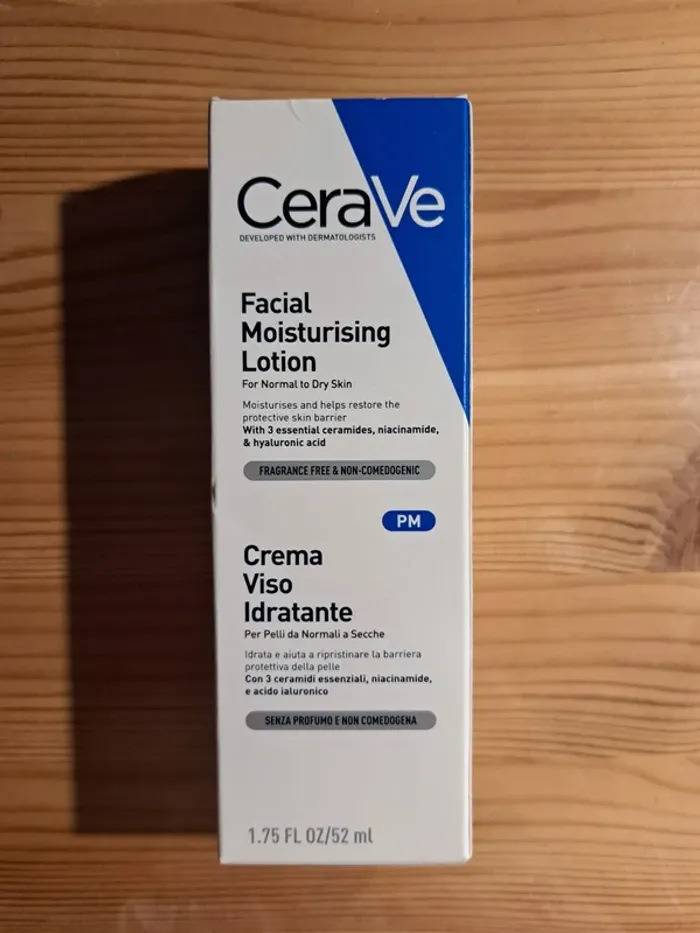 CeraVe
DEVELOPED WITH DERMATOLOGISTS
Facial
Moisturising
Lotion
For Normal to Dry Skin
Moisturises and helps restore the
protective skin barrier
With 3 essential ceramides, niacinamide,
& hyaluronic acid
FRAGRANCE FREE & NON-COMEDOGENIC
PM
Crema
Viso
Idratante
Per Pelli da Normali a Secche
Idrata e aiuta a ripristinare la barriera
protettiva della pelle
Con 3 ceramidi essenziali, niacinamide,
e acido ialuronico
SENZA PROFUMO E NON COMEDOGENA
1.75 FL OZ/52 ml